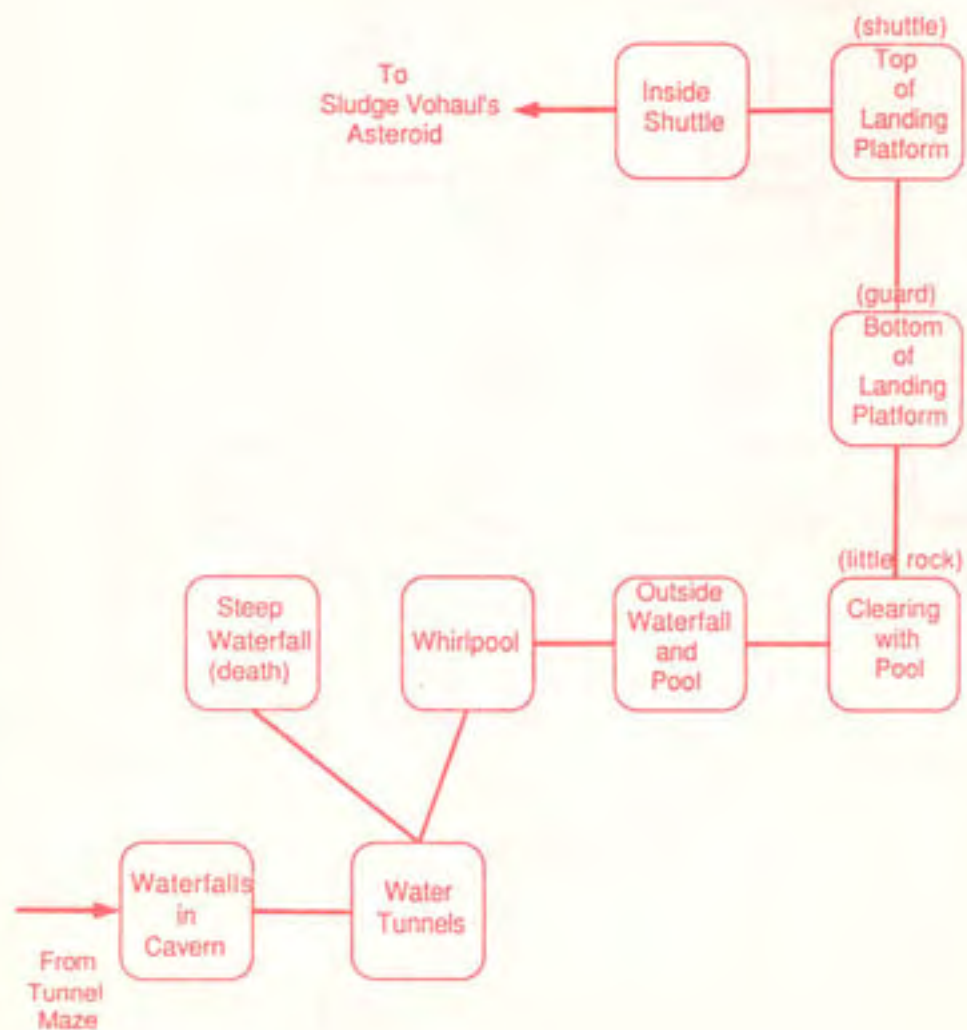 (shuttle)
Top
of
Landing
Platform
Inside
Shuttle
To
Sludge Vohaul's
Asteroid
(guard)
Bottom
of
Landing
Platform
(little rock)
Clearing
with
Pool
Outside
Waterfall
and
Pool
Whirlpool
Steep
Waterfall
(death)
Waterfalls
in
Cavern
Water
Tunnels
From
Tunnel
Maze